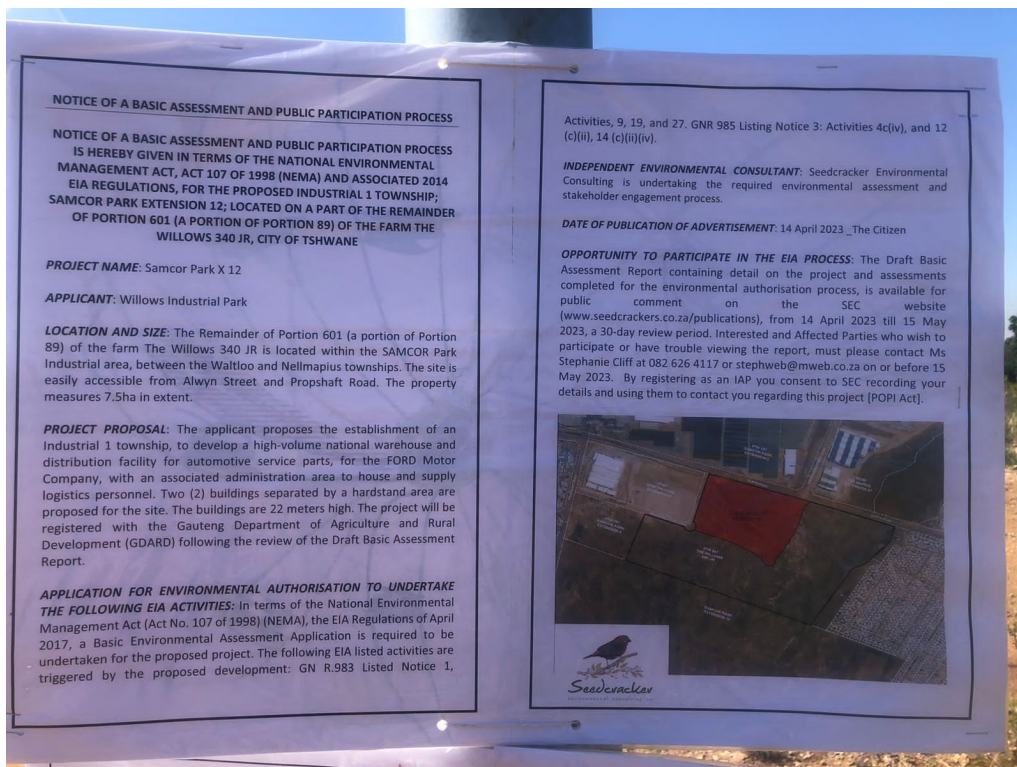 NOTICE OF A BASIC ASSESSMENT AND PUBLIC PARTICIPATION PROCESS
NOTICE OF A BASIC ASSESSMENT AND PUBLIC PARTICIPATION PROCESS
IS HEREBY GIVEN IN TERMS OF THE NATIONAL ENVIRONMENTAL
MANAGEMENT ACT, ACT 107 OF 1998 (NEMA) AND ASSOCIATED 2014
EIA REGULATIONS, FOR THE PROPOSED INDUSTRIAL 1 TOWNSHIP;
SAMCOR PARK EXTENSION 12; LOCATED ON A PART OF THE REMAINDER
OF PORTION 601 (A PORTION OF PORTION 89) OF THE FARM THE
WILLOWS 340 JR, CITY OF TSHWANE
PROJECT NAME: Samcor Park X 12
APPLICANT: Willows Industrial Park
LOCATION AND SIZE: The Remainder of Portion 601 (a portion of Portion
89) of the farm The Willows 340 JR is located within the SAMCOR Park
Industrial area, between the Waltloo and Nellmapius townships. The site is
easily accessible from Alwyn Street and Propshaft Road. The property
measures 7.5ha in extent.
PROJECT PROPOSAL: The applicant proposes the establishment of an
Industrial 1 township, to develop a high-volume national warehouse and
distribution facility for automotive service parts, for the FORD Motor
Company, with an associated administration area to house and supply
logistics personnel. Two (2) buildings separated by a hardstand area are
proposed for the site. The buildings are 22 meters high. The project will be
registered with the Gauteng Department of Agriculture and Rural
Development (GDARD) following the review of the Draft Basic Assessment
Report.
APPLICATION FOR ENVIRONMENTAL AUTHORISATION TO UNDERTAKE
THE FOLLOWING EIA ACTIVITIES: In terms of the National Environmental
Management Act (Act No. 107 of 1998) (NEMA), the EIA Regulations of April
2017, a Basic Environmental Assessment Application is required to be
undertaken for the proposed project. The following EIA listed activities are
triggered by the proposed development: GN R.983 Listed Notice 1,
Activities, 9, 19, and 27. GNR 985 Listing Notice 3: Activities 4c(iv), and 12
(c)(ii), 14 (c)(ii)(iv).
INDEPENDENT ENVIRONMENTAL CONSULTANT: Seedcracker Environmental
Consulting is undertaking the required environmental assessment and
stakeholder engagement process.
DATE OF PUBLICATION OF ADVERTISEMENT: 14 April 2023 _The Citizen
OPPORTUNITY TO PARTICIPATE IN THE EIA PROCESS: The Draft Basic
Assessment Report containing detail on the project and assessments
completed for the environmental authorisation process, is available for
public comment on the SEC website
(www.seedcrackers.co.za/publications), from 14 April 2023 till 15 May
2023, a 30-day review period. Interested and Affected Parties who wish to
participate or have trouble viewing the report, must please contact Ms
Stephanie Cliff at 082 626 4117 or stephweb@mweb.co.za on or before 15
May 2023. By registering as an IAP you consent to SEC recording your
details and using them to contact you regarding this project [POPI Act].
Seedcracker